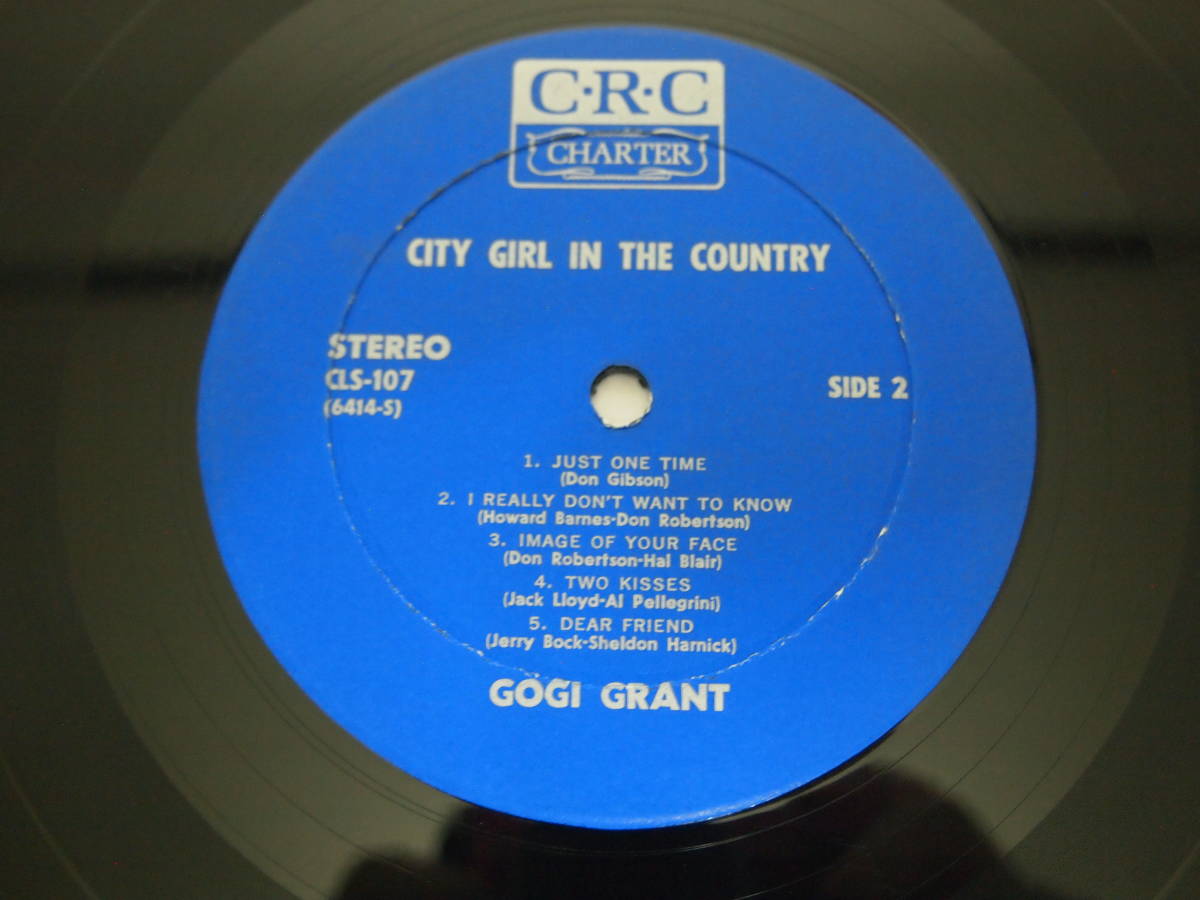 C·R·C
CHARTER
CITY GIRL IN THE COUNTRY
STEREO
CLS-107
(6414-S)
SIDE 2
1. JUST ONE TIME
(Don Gibson)
2. I REALLY DON'T WANT TO KNOW
(Howard Barnes-Don Robertson)
3. IMAGE OF YOUR FACE
(Don Robertson-Hal Blair)
4. TWO KISSES
(Jack Lloyd-Al Pellegrini)
5. DEAR FRIEND
(Jerry Bock-Sheldon Harnick)
GOGI GRANT